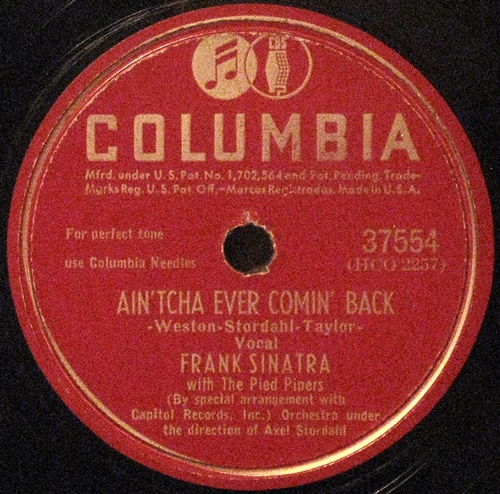 CBS
COLUMBIA
Mfrd. under U.S. Pat. No. 1,702,564 and Pat. Pending. Trade-
Marks Reg. U.S. Pat. Off.-Marcas Registradas. Made in U.S.A.
For perfect tone
use Columbia Needles
37554
(HCO 2257)
AIN'TCHA EVER COMIN' BACK
-Weston-Stordahl-Taylor-
Vocal
FRANK SINATRA
with The Pied Pipers
(By special arrangement with
Capitol Records, Inc.) Orchestra under
the direction of Axel Stordahl